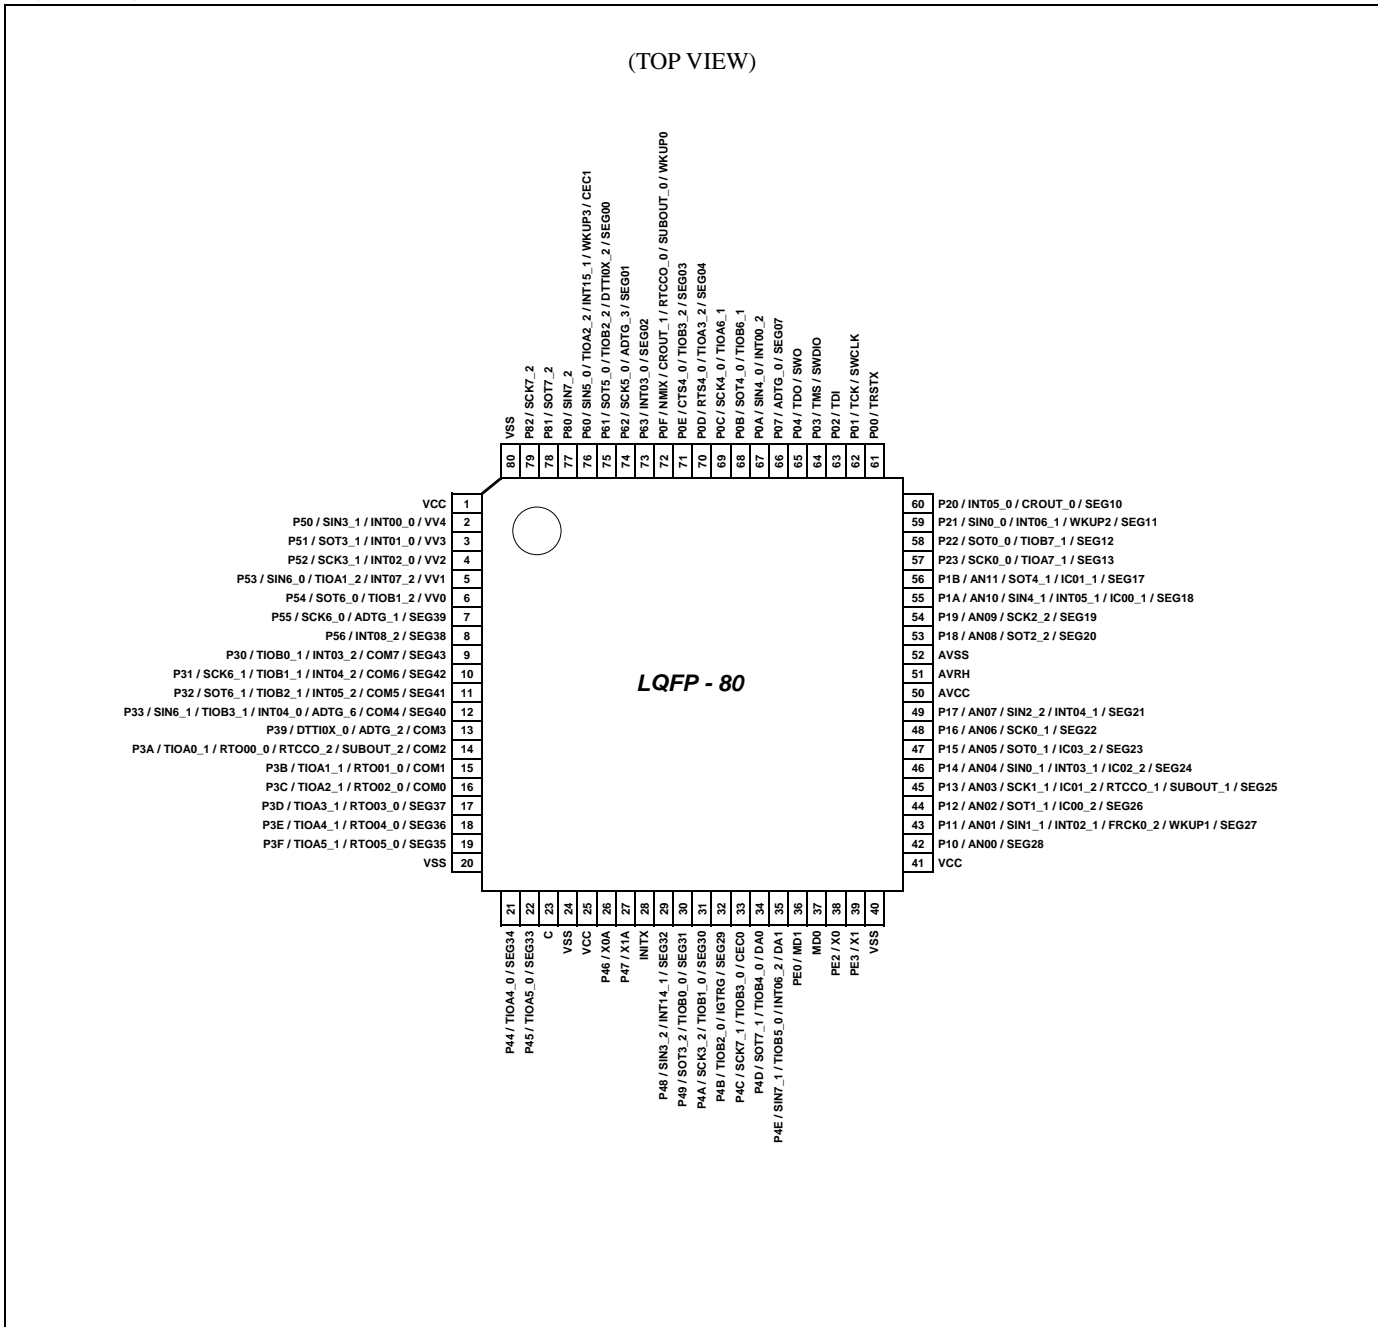 (TOP VIEW)
VSS
P82 / SCK7_2
P81 / SOT7_2
P80 / SIN7_2
P60 / SIN5_0 / TIOA2_2 / INT15_1 / WKUP3 / CEC1
P61 / SOT5_0 / TIOB2_2 / DTTI0X_2 / SEG00
P62 / SCK5_0 / ADTG_3 / SEG01
P63 / INT03_0 / SEG02
P0F / NMIX / CROUT_1 / RTCCO_0 / SUBOUT_0 / WKUP0
P0E / CTS4_0 / TIOB3_2 / SEG03
P0D / RTS4_0 / TIOA3_2 / SEG04
P0C / SCK4_0 / TIOA6_1
P0B / SOT4_0 / TIOB6_1
P0A / SIN4_0 / INT00_2
P07 / ADTG_0 / SEG07
P04 / TDO / SWO
P03 / TMS / SWDIO
P02 / TDI
P01 / TCK / SWCLK
P00 / TRSTX
80 79 78 77 76 75 74 73 72 71 70 69 68 67 66 65 64 63 62 61
VCC 1
P50 / SIN3_1 / INT00_0 / VV4 2
P51 / SOT3_1 / INT01_0 / VV3 3
P52 / SCK3_1 / INT02_0 / VV2 4
P53 / SIN6_0 / TIOA1_2 / INT07_2 / VV1 5
P54 / SOT6_0 / TIOB1_2 / VV0 6
P55 / SCK6_0 / ADTG_1 / SEG39 7
P56 / INT08_2 / SEG38 8
P30 / TIOB0_1 / INT03_2 / COM7 / SEG43 9
P31 / SCK6_1 / TIOB1_1 / INT04_2 / COM6 / SEG42 10
P32 / SOT6_1 / TIOB2_1 / INT05_2 / COM5 / SEG41 11
P33 / SIN6_1 / TIOB3_1 / INT04_0 / ADTG_6 / COM4 / SEG40 12
P39 / DTTI0X_0 / ADTG_2 / COM3 13
P3A / TIOA0_1 / RTO00_0 / RTCCO_2 / SUBOUT_2 / COM2 14
P3B / TIOA1_1 / RTO01_0 / COM1 15
P3C / TIOA2_1 / RTO02_0 / COM0 16
P3D / TIOA3_1 / RTO03_0 / SEG37 17
P3E / TIOA4_1 / RTO04_0 / SEG36 18
P3F / TIOA5_1 / RTO05_0 / SEG35 19
VSS 20
LQFP - 80
60 P20 / INT05_0 / CROUT_0 / SEG10
59 P21 / SIN0_0 / INT06_1 / WKUP2 / SEG11
58 P22 / SOT0_0 / TIOB7_1 / SEG12
57 P23 / SCK0_0 / TIOA7_1 / SEG13
56 P1B / AN11 / SOT4_1 / IC01_1 / SEG17
55 P1A / AN10 / SIN4_1 / INT05_1 / IC00_1 / SEG18
54 P19 / AN09 / SCK2_2 / SEG19
53 P18 / AN08 / SOT2_2 / SEG20
52 AVSS
51 AVRH
50 AVCC
49 P17 / AN07 / SIN2_2 / INT04_1 / SEG21
48 P16 / AN06 / SCK0_1 / SEG22
47 P15 / AN05 / SOT0_1 / IC03_2 / SEG23
46 P14 / AN04 / SIN0_1 / INT03_1 / IC02_2 / SEG24
45 P13 / AN03 / SCK1_1 / IC01_2 / RTCCO_1 / SUBOUT_1 / SEG25
44 P12 / AN02 / SOT1_1 / IC00_2 / SEG26
43 P11 / AN01 / SIN1_1 / INT02_1 / FRCK0_2 / WKUP1 / SEG27
42 P10 / AN00 / SEG28
41 VCC
21 22 23 24 25 26 27 28 29 30 31 32 33 34 35 36 37 38 39 40
P44 / TIOA4_0 / SEG34
P45 / TIOA5_0 / SEG33
C
VSS
VCC
P46 / X0A
P47 / X1A
INITX
P48 / SIN3_2 / INT14_1 / SEG32
P49 / SOT3_2 / TIOB0_0 / SEG31
P4A / SCK3_2 / TIOB1_0 / SEG30
P4B / TIOB2_0 / IGTRG / SEG29
P4C / SCK7_1 / TIOB3_0 / CEC0
P4D / SOT7_1 / TIOB4_0 / DA0
P4E / SIN7_1 / TIOB5_0 / INT06_2 / DA1
PE0 / MD1
MD0
PE2 / X0
PE3 / X1
VSS